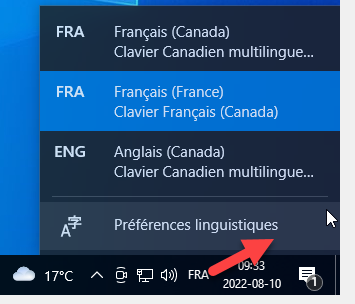 FRA Français (Canada)
Clavier Canadien multilingue...
FRA Français (France)
Clavier Français (Canada)
ENG Anglais (Canada)
Clavier Canadien multilingue...
字 Préférences linguistiques
17°C FRA 09:33
2022-08-10 1